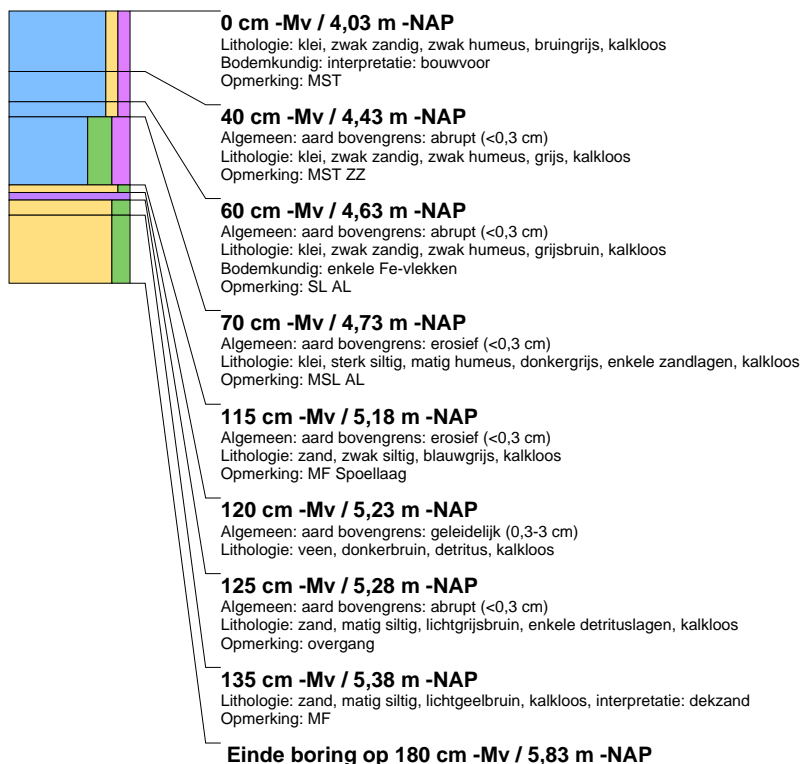 0 cm -Mv / 4,03 m -NAP
Lithologie: klei, zwak zandig, zwak humeus, bruingrijs, kalkloos
Bodemkundig: interpretatie: bouwvoor
Opmerking: MST
40 cm -Mv / 4,43 m -NAP
Algemeen: aard bovengrens: abrupt (<0,3 cm)
Lithologie: klei, zwak zandig, zwak humeus, grijs, kalkloos
Opmerking: MST ZZ
60 cm -Mv / 4,63 m -NAP
Algemeen: aard bovengrens: abrupt (<0,3 cm)
Lithologie: klei, zwak zandig, zwak humeus, grijsbruin, kalkloos
Bodemkundig: enkele Fe-vlekken
Opmerking: SL AL
70 cm -Mv / 4,73 m -NAP
Algemeen: aard bovengrens: erosief (<0,3 cm)
Lithologie: klei, sterk siltig, matig humeus, donkergrijs, enkele zandlagen, kalkloos
Opmerking: MSL AL
115 cm -Mv / 5,18 m -NAP
Algemeen: aard bovengrens: erosief (<0,3 cm)
Lithologie: zand, zwak siltig, blauwgrijs, kalkloos
Opmerking: MF Spoellaag
120 cm -Mv / 5,23 m -NAP
Algemeen: aard bovengrens: geleidelijk (0,3-3 cm)
Lithologie: veen, donkerbruin, detritus, kalkloos
125 cm -Mv / 5,28 m -NAP
Algemeen: aard bovengrens: abrupt (<0,3 cm)
Lithologie: zand, matig siltig, lichtgrijsbruin, enkele detrituslagen, kalkloos
Opmerking: overgang
135 cm -Mv / 5,38 m -NAP
Lithologie: zand, matig siltig, lichtgeelbruin, kalkloos, interpretatie: dekzand
Opmerking: MF
Einde boring op 180 cm -Mv / 5,83 m -NAP